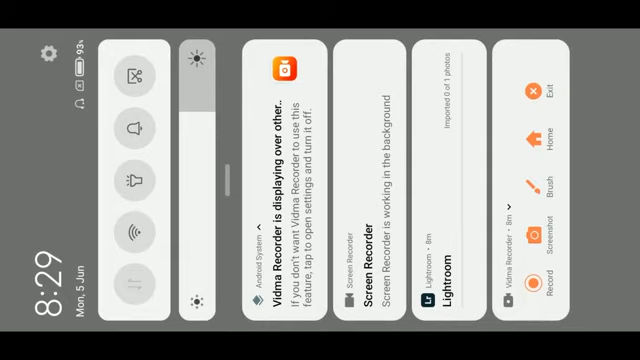 8:29
Mon, 5 Jun
93%
Android System
Vidma Recorder is displaying over other..
If you don't want Vidma Recorder to use this
feature, tap to open settings and turn it off.
Screen Recorder
Screen Recorder
Screen Recorder is working in the background
Lr
Lightroom • 8m
Lightroom
Imported 0 of 1 photos
Vidma Recorder • 8m
Record
Screenshot
Brush
Home
Exit